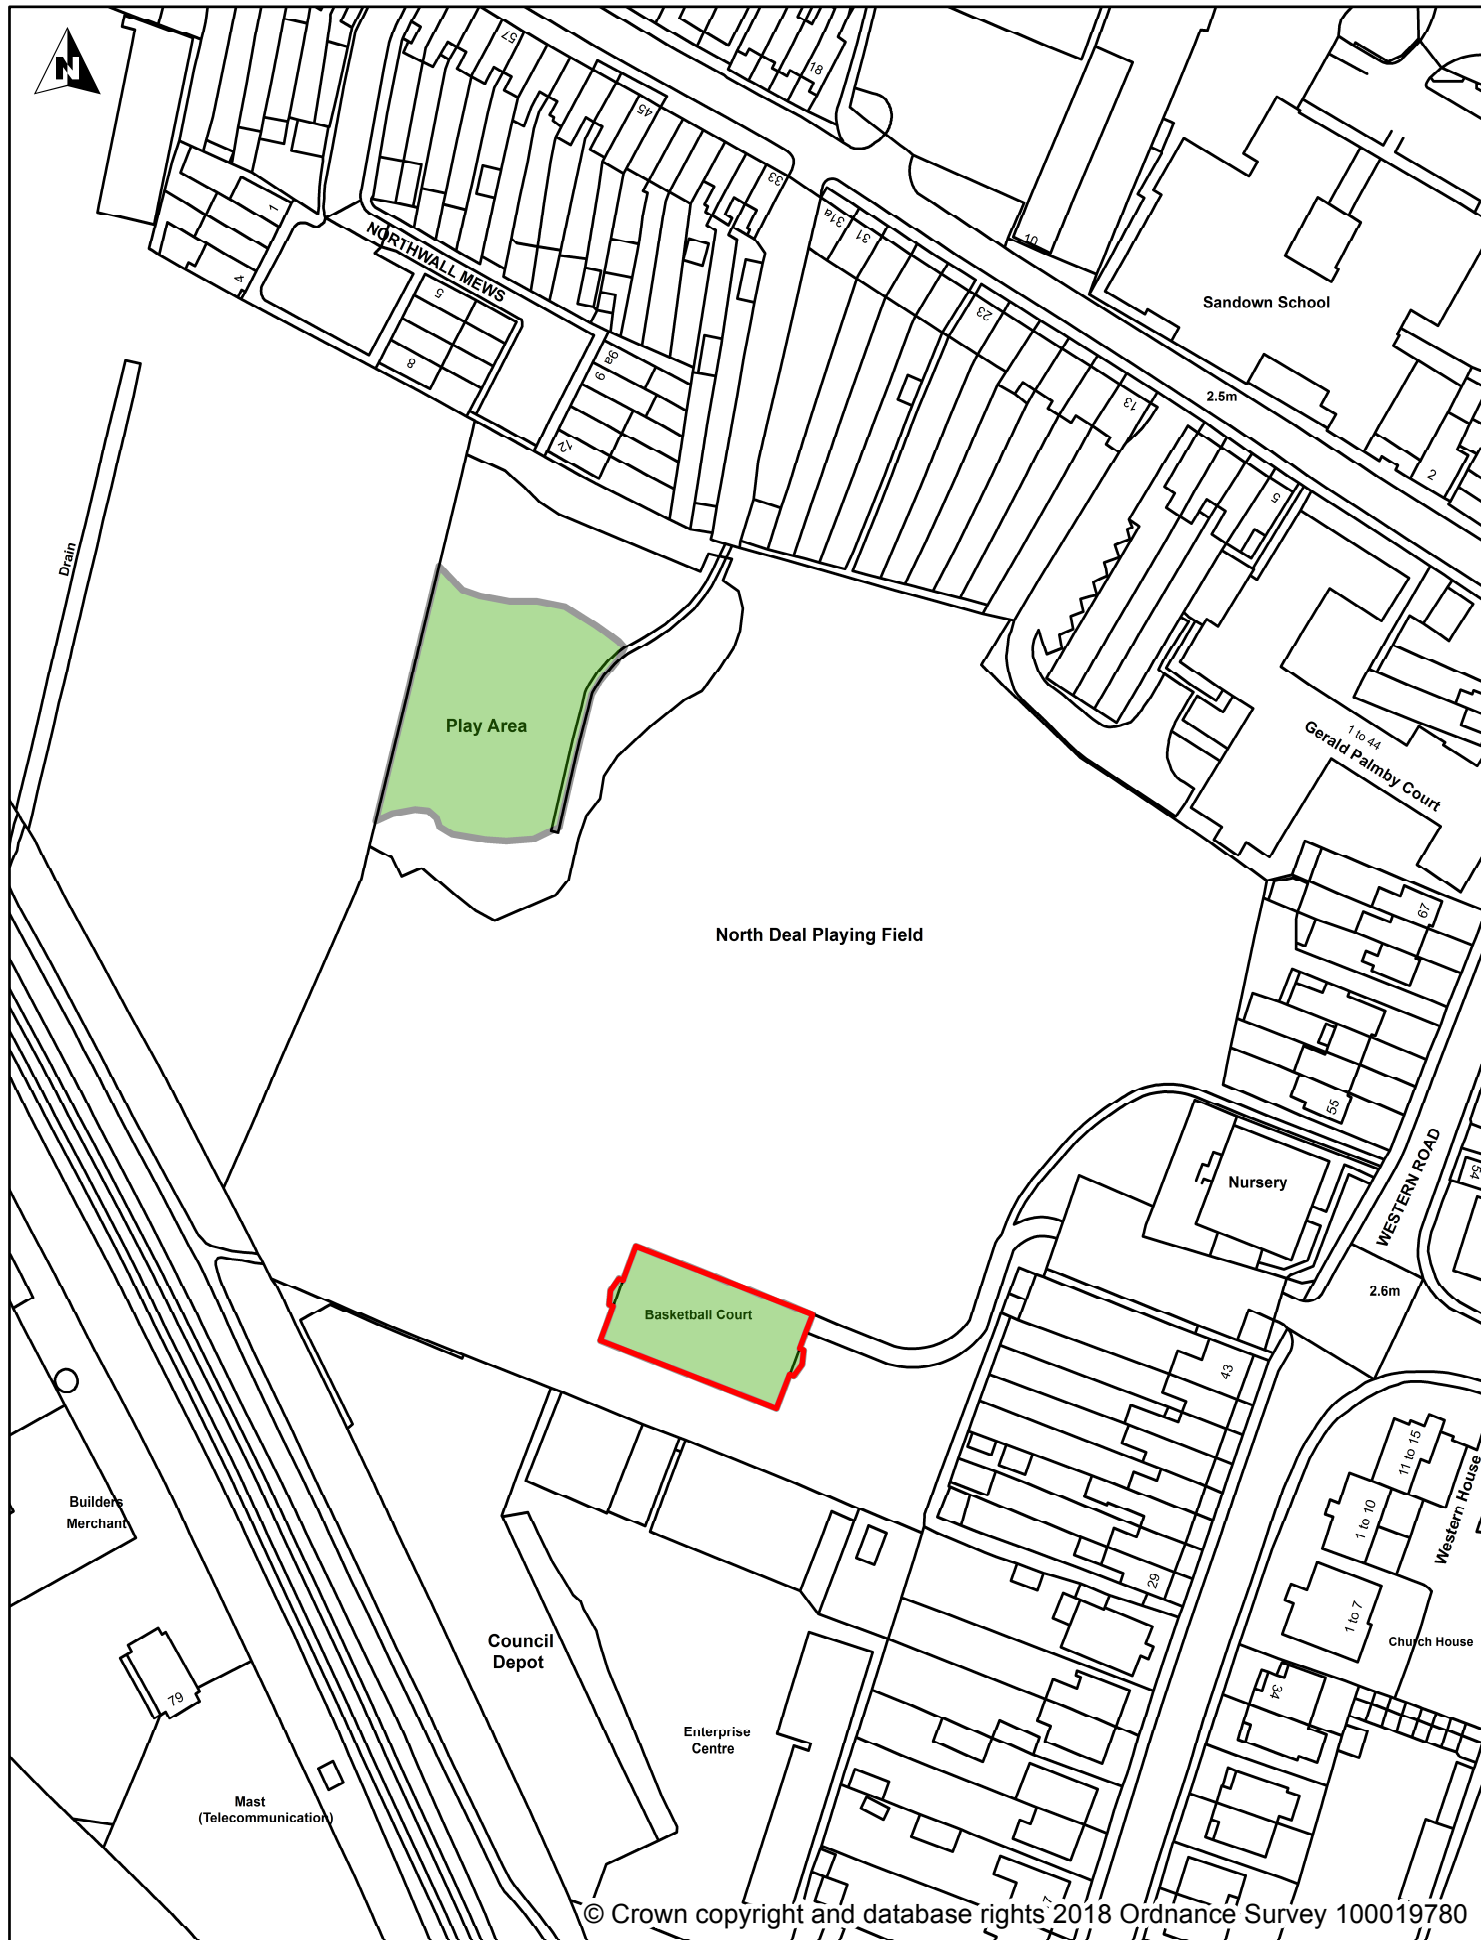 N
57
18
45
33
1
31a
31
10
NORTHWALL MEWS
4
5
Sandown School
23
8
9a
9
13
2.5m
12
2
5
Drain
Play Area
1 to 44
Gerald Palmby Court
67
North Deal Playing Field
55
WESTERN ROAD
54
Nursery
2.6m
Basketball Court
43
11 to 15
1 to 10
Western House
Builders
Merchant
29
1 to 7
Council
Depot
Church House
79
34
Enterprise
Centre
Mast
(Telecommunication)
© Crown copyright and database rights 2018 Ordnance Survey 100019780